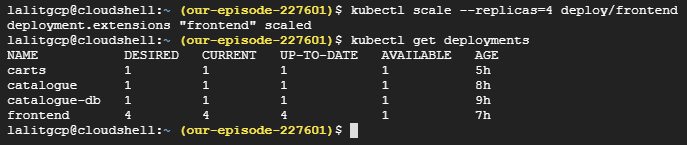 lalitgcp@cloudshell:~ (our-episode-227601)$ kubectl scale --replicas=4 deploy/frontend
deployment.extensions "frontend" scaled
lalitgcp@cloudshell:~ (our-episode-227601)$ kubectl get deployments
NAME DESIRED CURRENT UP-TO-DATE AVAILABLE AGE
carts 1 1 1 1 5h
catalogue 1 1 1 1 8h
catalogue-db 1 1 1 1 9h
frontend 4 4 4 1 7h
lalitgcp@cloudshell:~ (our-episode-227601)$